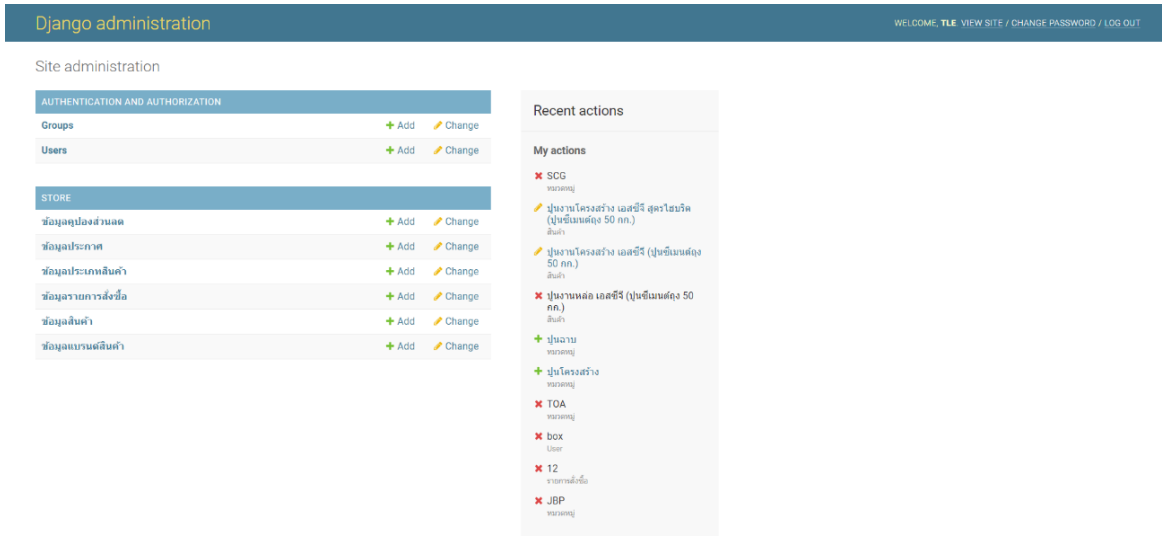 Django administration
WELCOME, TLE. VIEW SITE / CHANGE PASSWORD / LOG OUT
Site administration
AUTHENTICATION AND AUTHORIZATION
Groups + Add Change
Users + Add Change
STORE
ข้อมูลคูปองส่วนลด + Add Change
ข้อมูลประกาศ + Add Change
ข้อมูลประเภทสินค้า + Add Change
ข้อมูลรายการสั่งซื้อ + Add Change
ข้อมูลสินค้า + Add Change
ข้อมูลแบรนด์สินค้า + Add Change
Recent actions
My actions
SCG
หมวดหมู่
ปูนงานโครงสร้าง เอสซีจี สูตรไฮบริด
(ปูนซีเมนต์ถุง 50 กก.)
สินค้า
ปูนงานโครงสร้าง เอสซีจี (ปูนซีเมนต์ถุง
50 กก.)
สินค้า
ปูนงานหล่อ เอสซีจี (ปูนซีเมนต์ถุง 50
กก.)
สินค้า
+ ปูนฉาบ
หมวดหมู่
+ ปูนโครงสร้าง
หมวดหมู่
TOA
หมวดหมู่
box
User
12
รายการสั่งซื้อ
JBP
หมวดหมู่